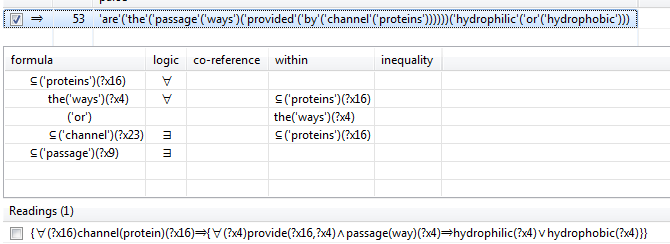 ⇒ 53 'are'('the'('passage'('ways')('provided'('by'('channel'('proteins'))))))('hydrophilic'('or'('hydrophobic')))
formula logic co-reference within inequality
⊆('proteins')(?x16) ∀
the('ways')(?x4) ∀ ⊆('proteins')(?x16)
('or') the('ways')(?x4)
⊆('channel')(?x23) ∃ ⊆('proteins')(?x16)
⊆('passage')(?x9) ∃
Readings (1)
{∀(?x16)channel(protein)(?x16)⟹{∀(?x4)provide(?x16,?x4)∧passage(way)(?x4)⟹hydrophilic(?x4)∨hydrophobic(?x4)}}